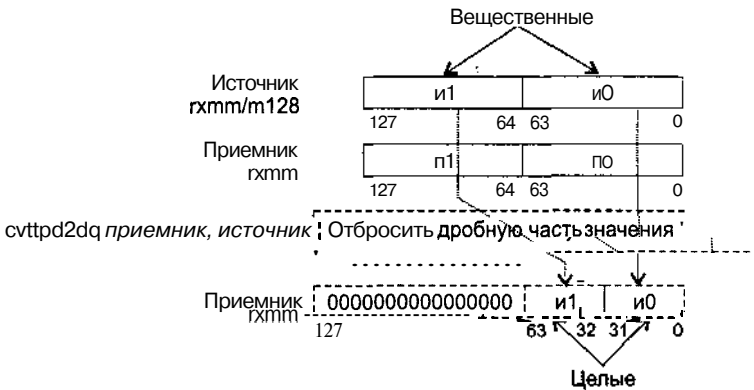 Вещественные
Источник
rxmm/m128
и1 и0
127 64 63 0
Приемник
rxmm
п1 п0
127 64 63 0
cvttpd2dq приемник, источник Отбросить дробную часть значения
Приемник
rxmm
0000000000000000 и1 и0
127 63 32 31 0
Целые